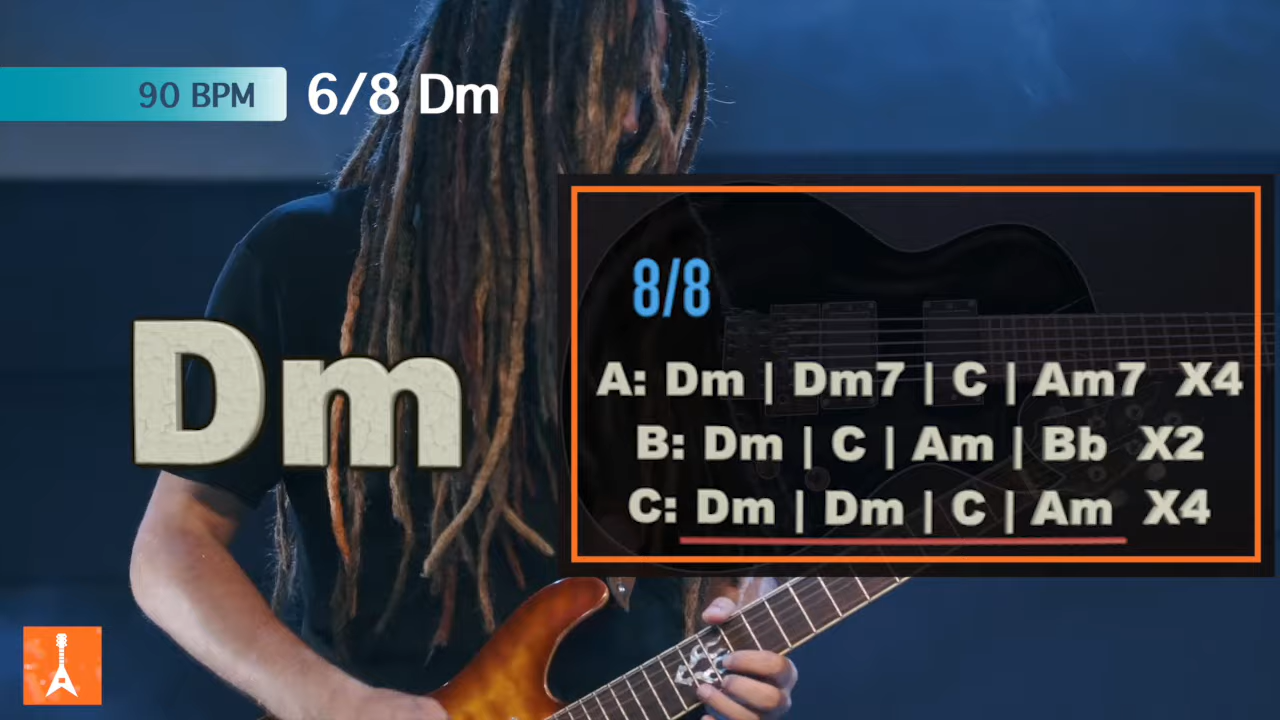 90 BPM 6/8 Dm
8/8
Dm
A: Dm | Dm7 | C | Am7 X4
B: Dm | C | Am | Bb X2
C: Dm | Dm | C | Am X4